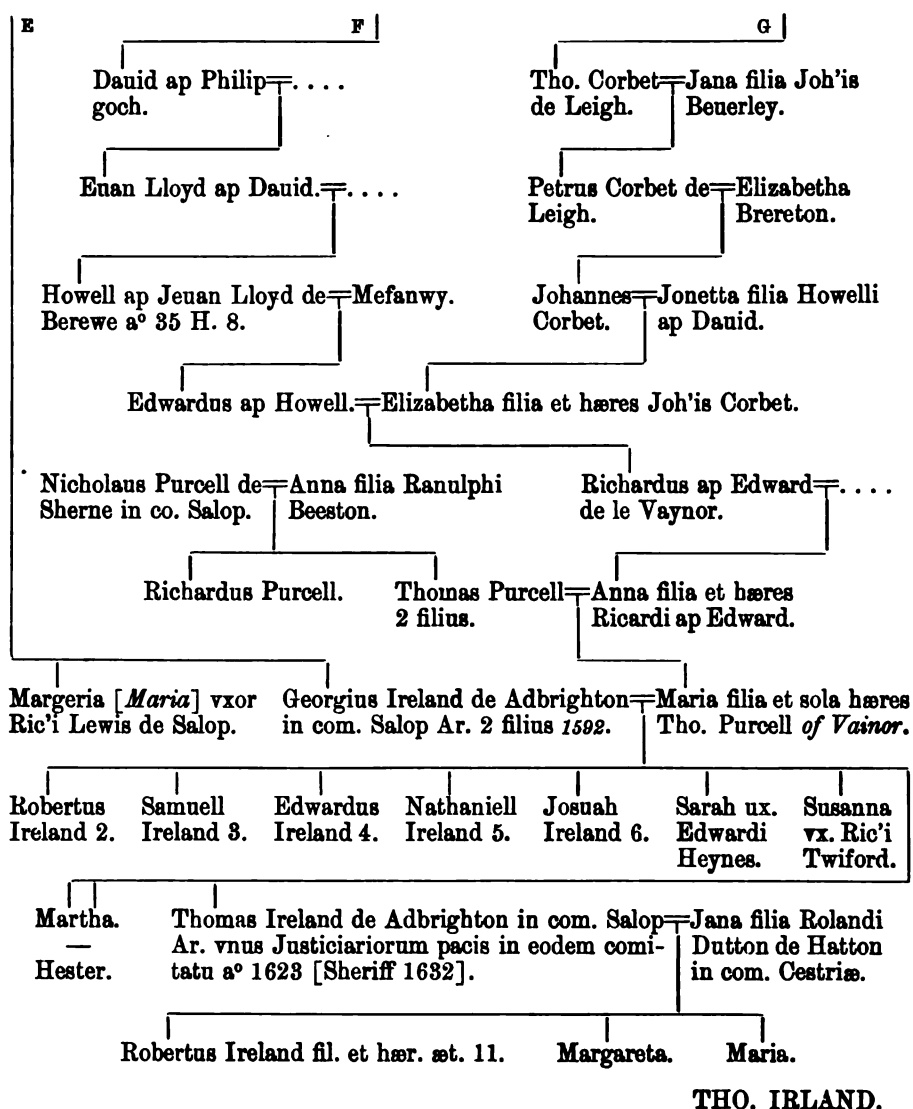 E F G
Dauid ap Philip=. . . . Tho. Corbet=Jana filia Joh'is
goch. de Leigh. Beuerley.
Euan Lloyd ap Dauid.=. . . . Petrus Corbet de=Elizabetha
Leigh. Brereton.
Howell ap Jeuan Lloyd de=Mefanwy. Johannes=Jonetta filia Howelli
Berewe aº 35 H. 8. Corbet. ap Dauid.
Edwardus ap Howell.=Elizabetha filia et hæres Joh'is Corbet.
Nicholaus Purcell de=Anna filia Ranulphi Richardus ap Edward=. . . .
Sherne in co. Salop. Beeston. de le Vaynor.
Richardus Purcell. Thomas Purcell=Anna filia et hæres
2 filius. Ricardi ap Edward.
Margeria [Maria] vxor Georgius Ireland de Adbrighton=Maria filia et sola hæres
Ric'i Lewis de Salop. in com. Salop Ar. 2 filius 1592. Tho. Purcell of Vainor.
Robertus Samuell Edwardus Nathaniell Josuah Sarah ux. Susanna
Ireland 2. Ireland 3. Ireland 4. Ireland 5. Ireland 6. Edwardi vx. Ric'i
Heynes. Twiford.
Martha. Thomas Ireland de Adbrighton in com. Salop=Jana filia Rolandi
— Ar. vnus Justiciariorum pacis in eodem comi- Dutton de Hatton
Hester. tatu aº 1623 [Sheriff 1632]. in com. Cestriæ.
Robertus Ireland fil. et hær. æt. 11. Margareta. Maria.
THO. IRLAND.